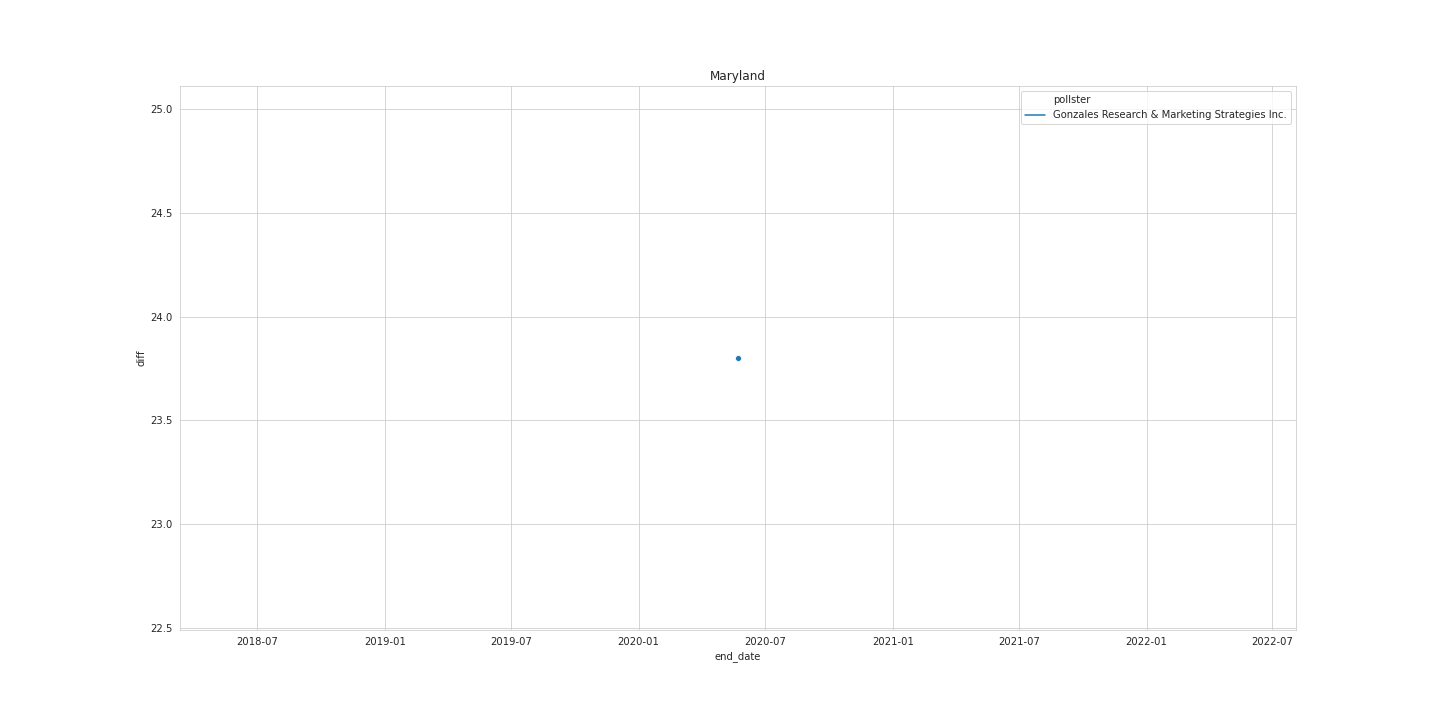 Maryland
pollster
Gonzales Research & Marketing Strategies Inc.
25.0
24.5
24.0
23.5
23.0
22.5
diff
2018-07 2019-01 2019-07 2020-01 2020-07 2021-01 2021-07 2022-01 2022-07
end_date